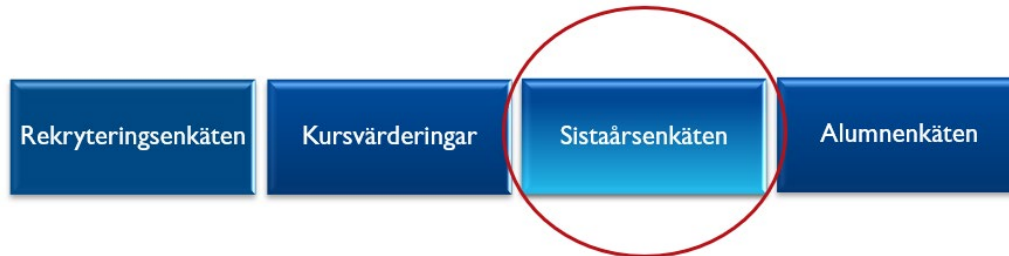 Rekryteringsenkäten
Kursvärderingar
Sistaårsenkäten
Alumnenkäten